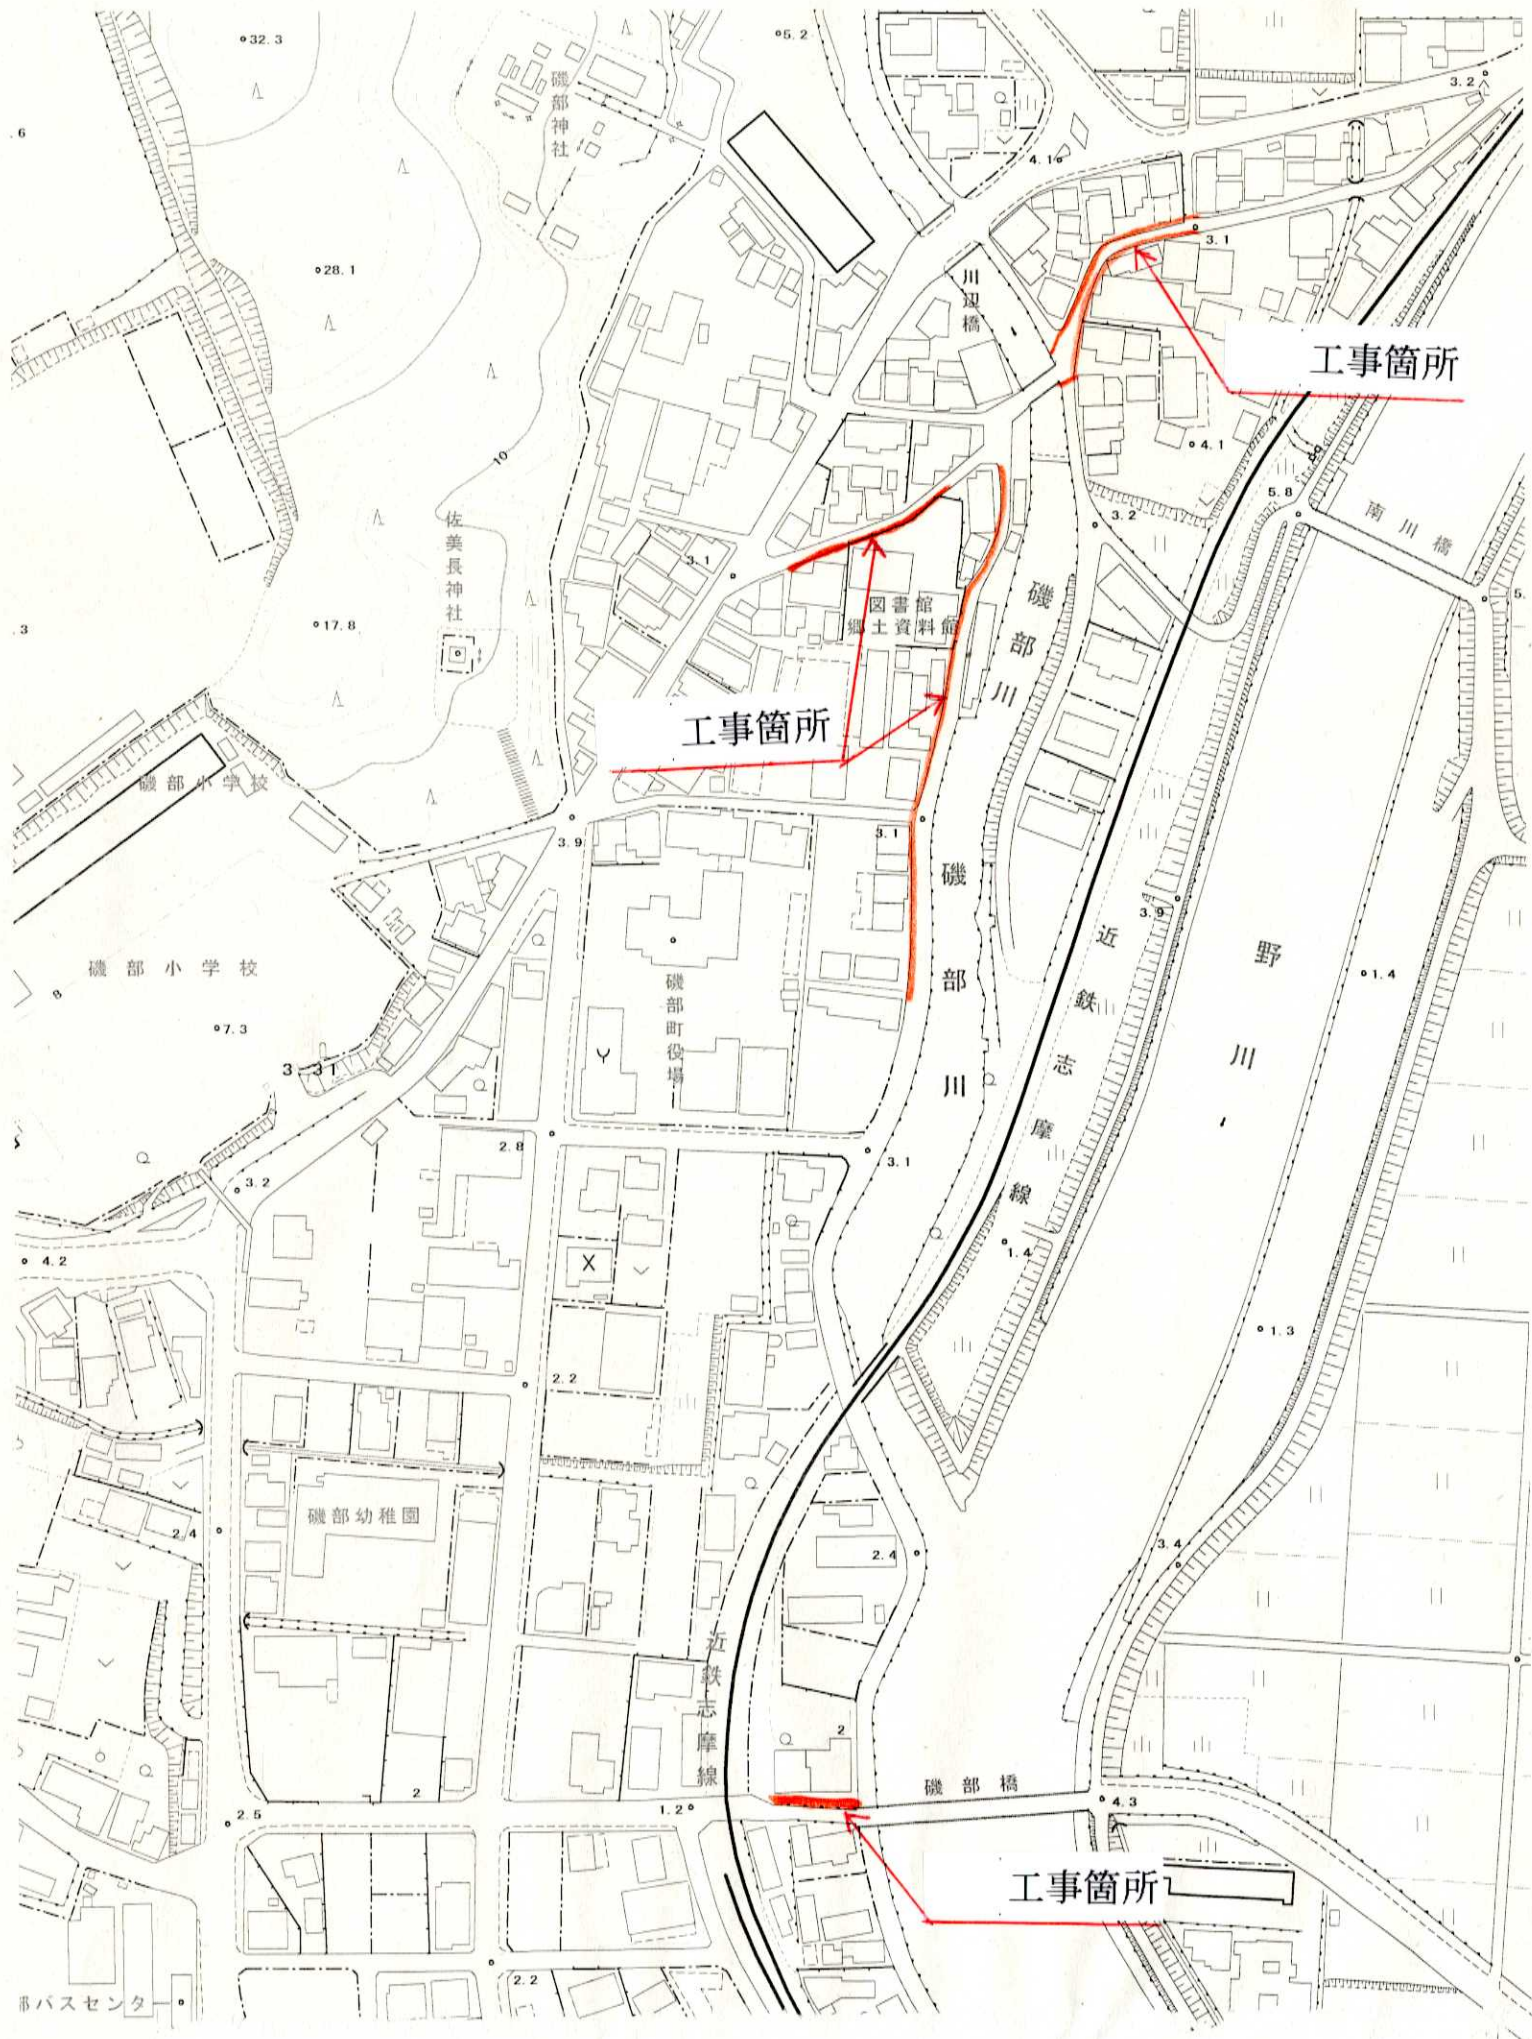 32.3
5.2
3.2
磯部神社
.6
4.1
28.1
3.1
川辺橋
工事箇所
10
4.1
5.8
南川橋
佐美長神社
3.2
3.1
5.
磯部川
図書館
郷土資料館
.3
17.8
工事箇所
磯部小学校
3.9
3.1
磯部川
3.9
近鉄志摩線
野川
1.4
磯部小学校
8
7.3
磯部町役場
3.31
2.8
3.1
3.2
4.2
1.4
1.3
2.2
磯部幼稚園
2.4
2.4
3.4
近鉄志摩線
2
2
磯部橋
1.2
4.3
2.5
工事箇所
2.2
部バスセンタ